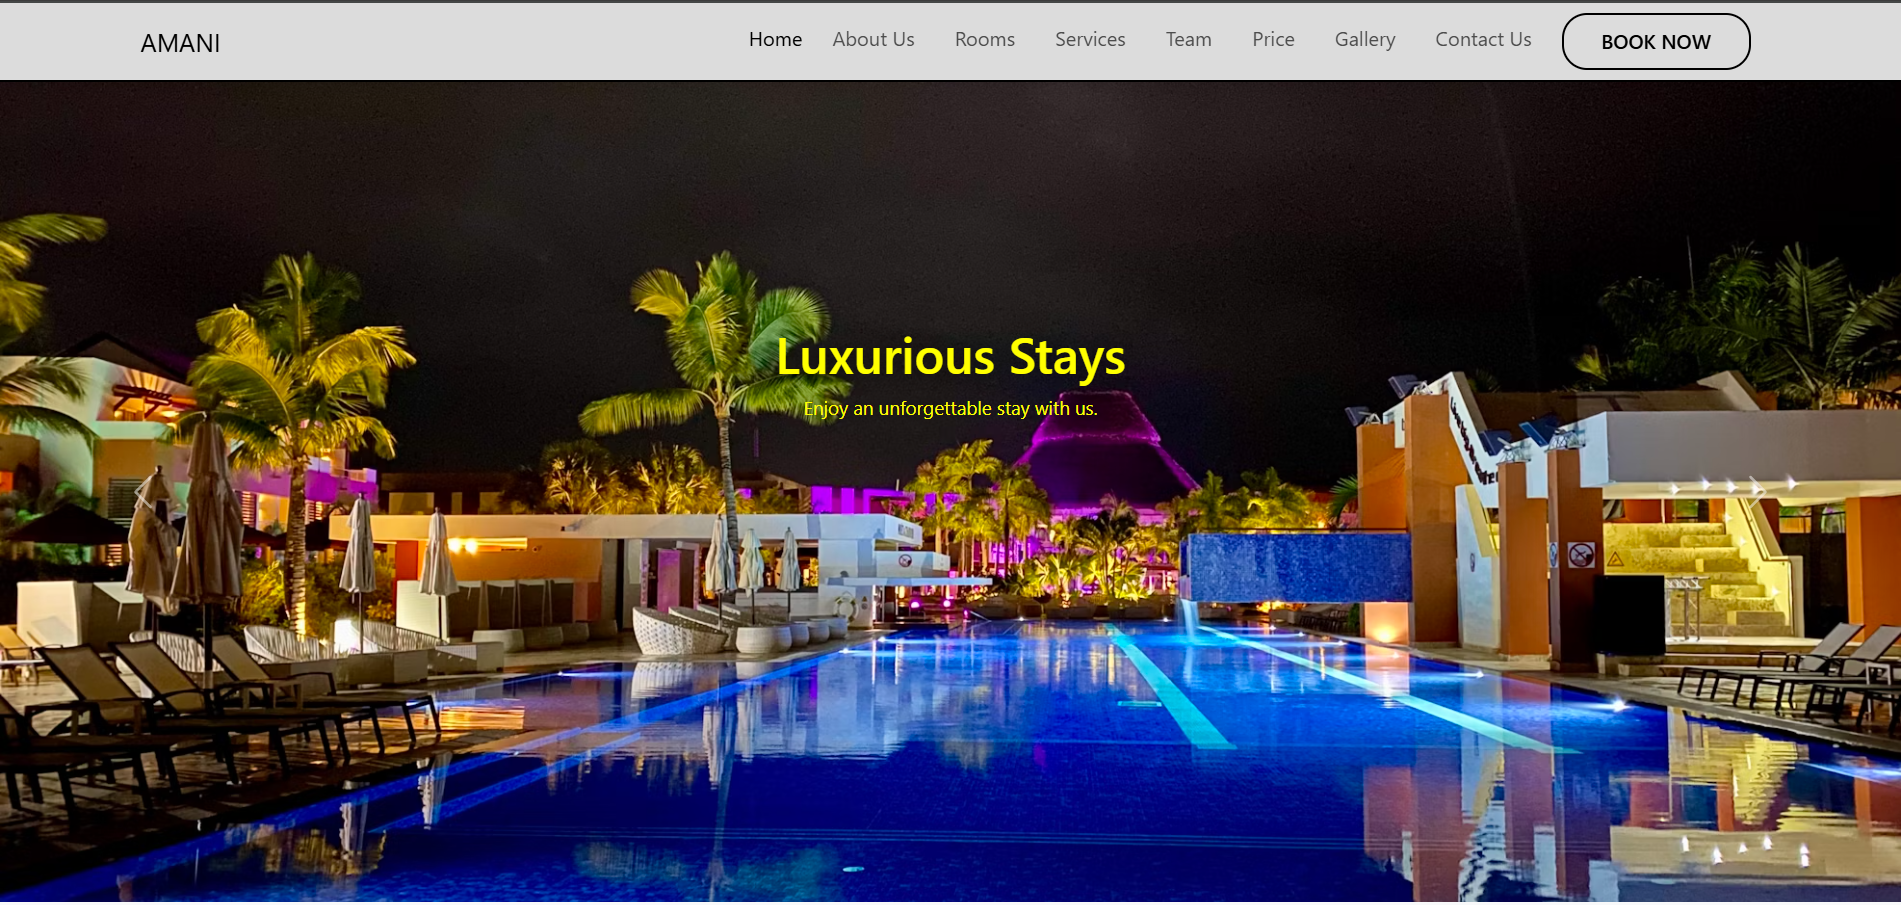 AMANI
Home About Us Rooms Services Team Price Gallery Contact Us BOOK NOW
Luxurious Stays
Enjoy an unforgettable stay with us.